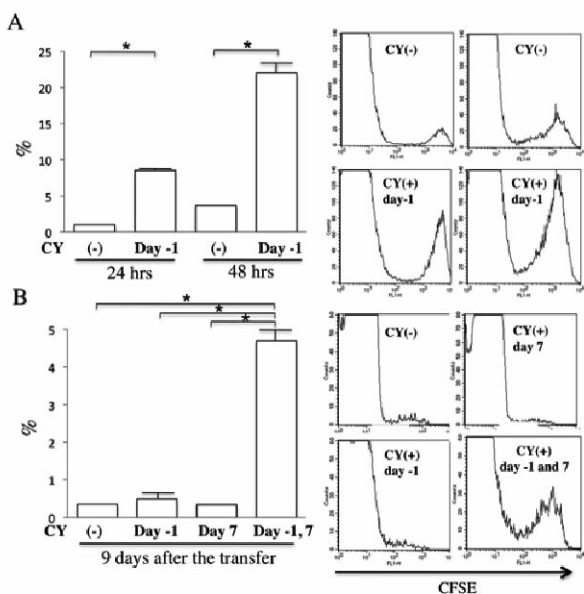 A
25
20
15
10
5
0
%
*
*
CY (-) Day -1 (-) Day -1
24 hrs 48 hrs
CY(-)
CY(-)
CY(+)
day-1
CY(+)
day-1
Counts
FL1-H
B
5
4
3
2
1
0
%
*
*
*
CY (-) Day -1 Day 7 Day -1, 7
9 days after the transfer
CY(-)
CY(+)
day 7
CY(+)
day -1
CY(+)
day -1 and 7
CFSE